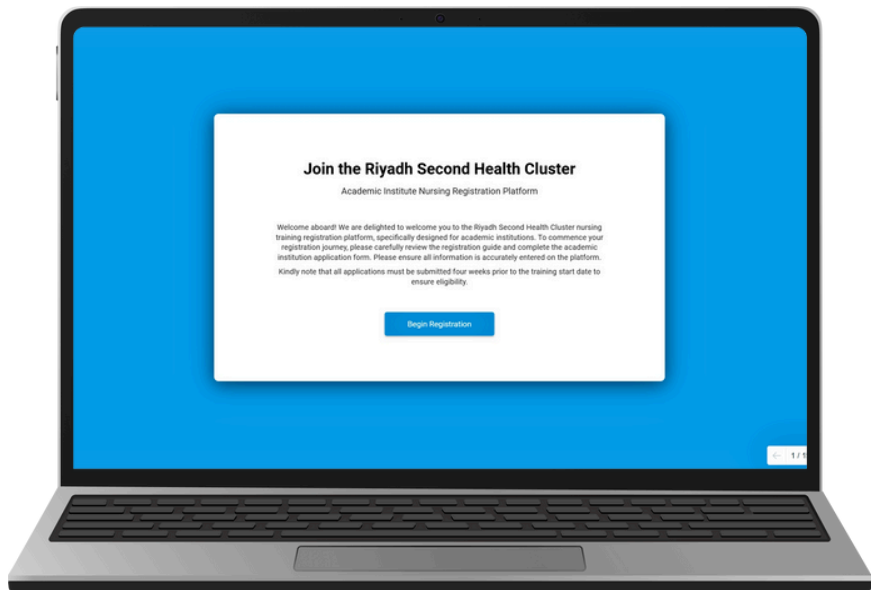 Join the Riyadh Second Health Cluster
Academic Institute Nursing Registration Platform
Welcome aboard! We are delighted to welcome you to the Riyadh Second Health Cluster nursing
training registration platform, specifically designed for academic institutions. To commence your
registration journey, please carefully review the registration guide and complete the academic
institution application form. Please ensure all information is accurately entered on the platform.
Kindly note that all applications must be submitted four weeks prior to the training start date to
ensure eligibility.
Begin Registration
← 1 / 1